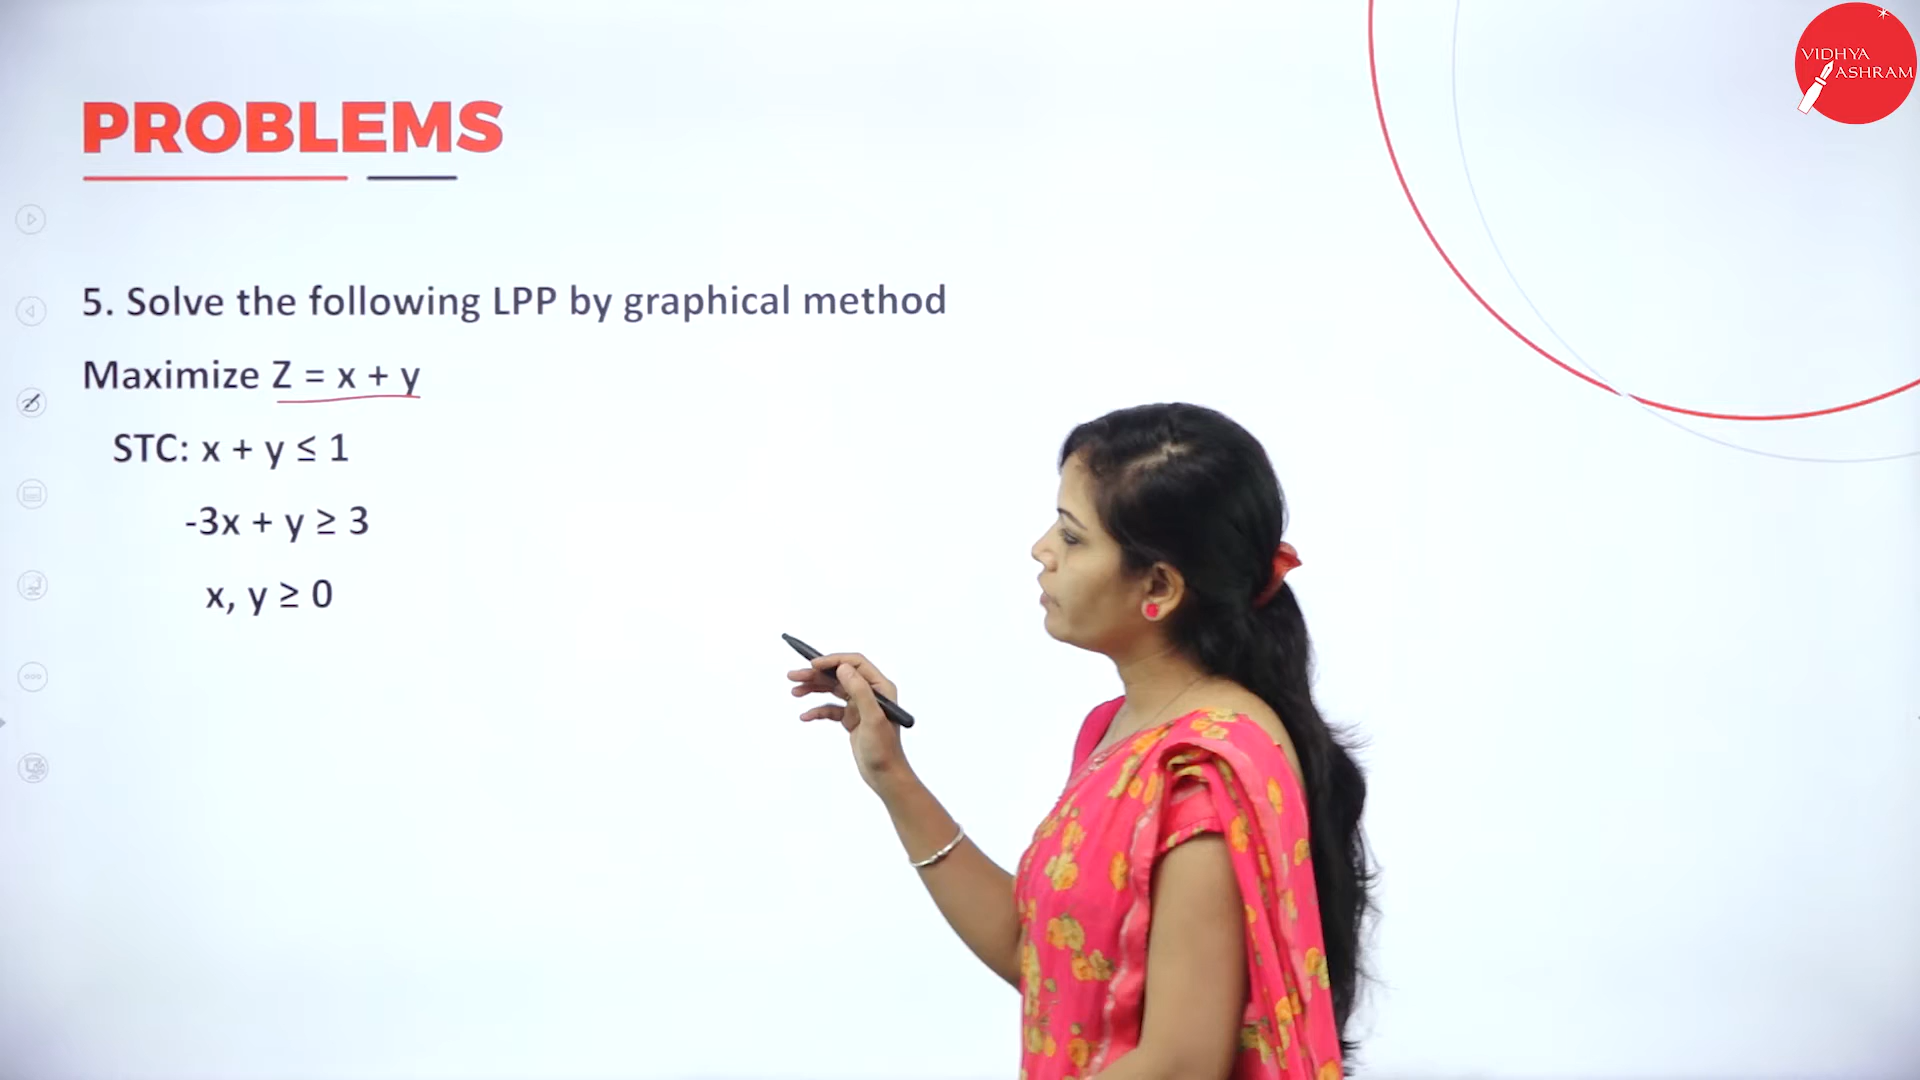 VIDHYA
ASHRAM
PROBLEMS
5. Solve the following LPP by graphical method
Maximize Z = x + y
STC: x + y ≤ 1
-3x + y ≥ 3
x, y ≥ 0